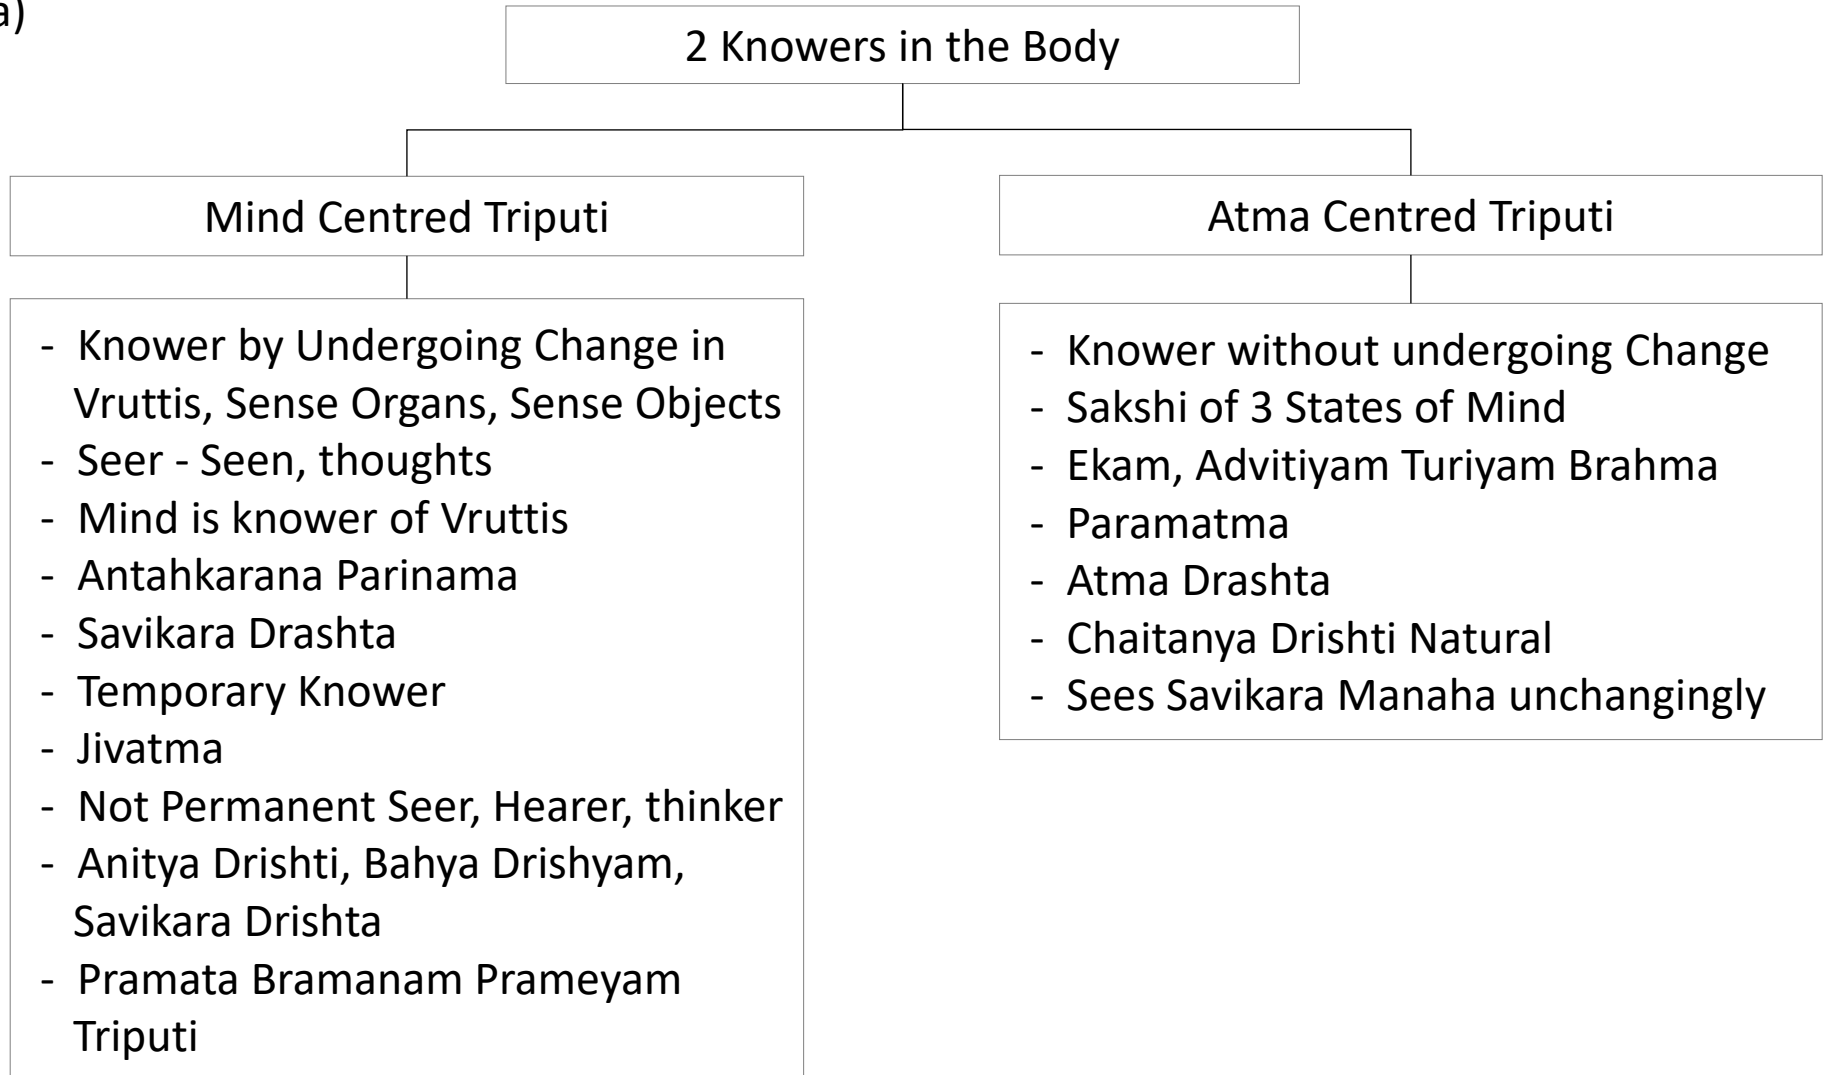 a)
2 Knowers in the Body
Mind Centred Triputi
- Knower by Undergoing Change in
Vruttis, Sense Organs, Sense Objects
- Seer - Seen, thoughts
- Mind is knower of Vruttis
- Antahkarana Parinama
- Savikara Drashta
- Temporary Knower
- Jivatma
- Not Permanent Seer, Hearer, thinker
- Anitya Drishti, Bahya Drishyam,
Savikara Drishta
- Pramata Bramanam Prameyam
Triputi
Atma Centred Triputi
- Knower without undergoing Change
- Sakshi of 3 States of Mind
- Ekam, Advitiyam Turiyam Brahma
- Paramatma
- Atma Drashta
- Chaitanya Drishti Natural
- Sees Savikara Manaha unchangingly